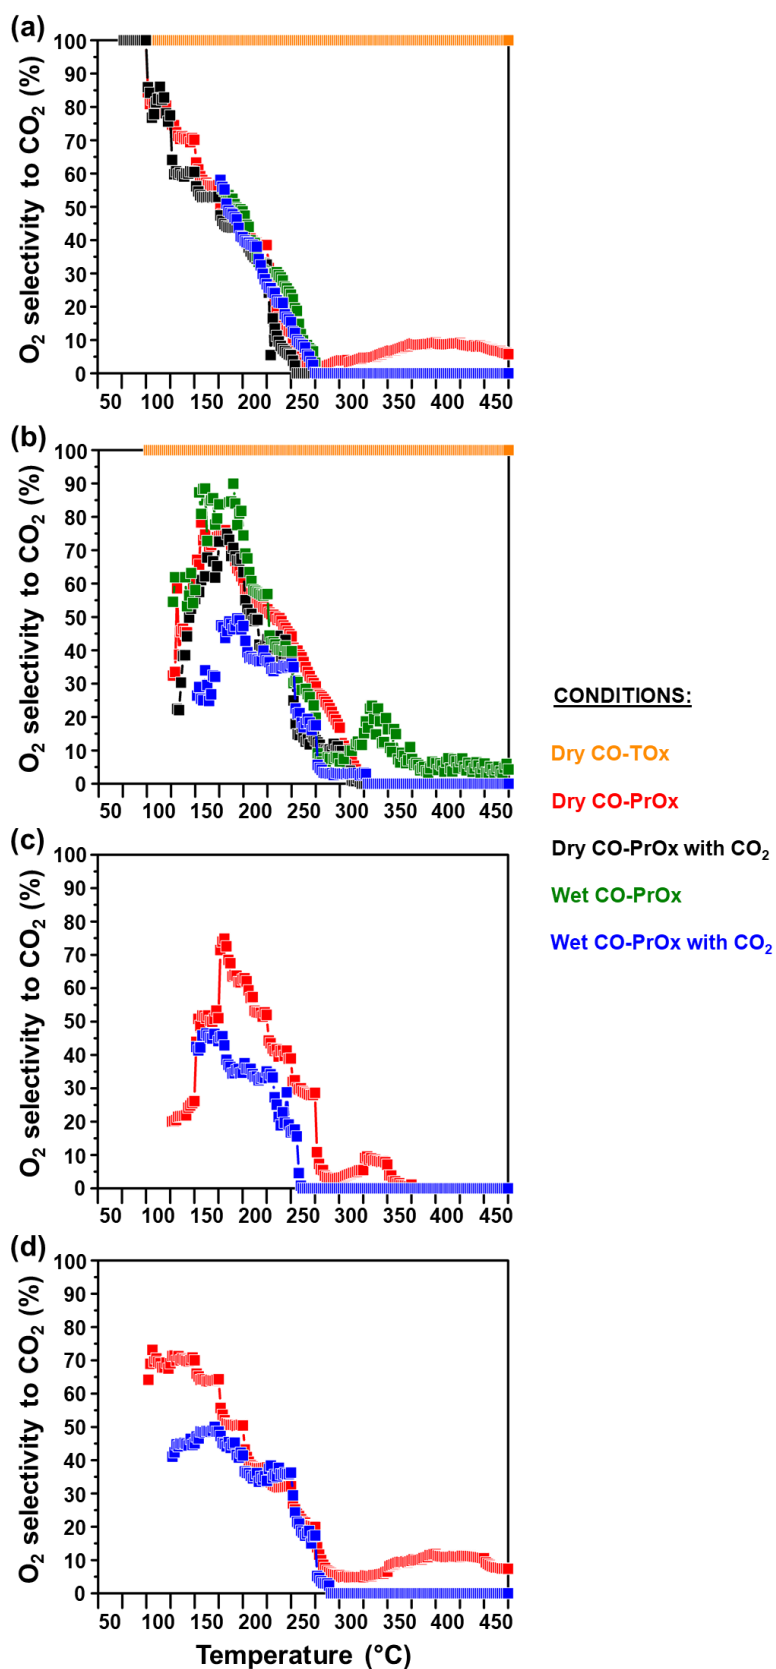 (a)
O2 selectivity to CO2 (%)
100
90
80
70
60
50
40
30
20
10
0
50 100 150 200 250 300 350 400 450
(b)
O2 selectivity to CO2 (%)
100
90
80
70
60
50
40
30
20
10
0
50 100 150 200 250 300 350 400 450
CONDITIONS:
Dry CO-TOx
Dry CO-PrOx
Dry CO-PrOx with CO2
Wet CO-PrOx
Wet CO-PrOx with CO2
(c)
O2 selectivity to CO2 (%)
100
90
80
70
60
50
40
30
20
10
0
50 100 150 200 250 300 350 400 450
(d)
O2 selectivity to CO2 (%)
100
90
80
70
60
50
40
30
20
10
0
50 100 150 200 250 300 350 400 450
Temperature (°C)